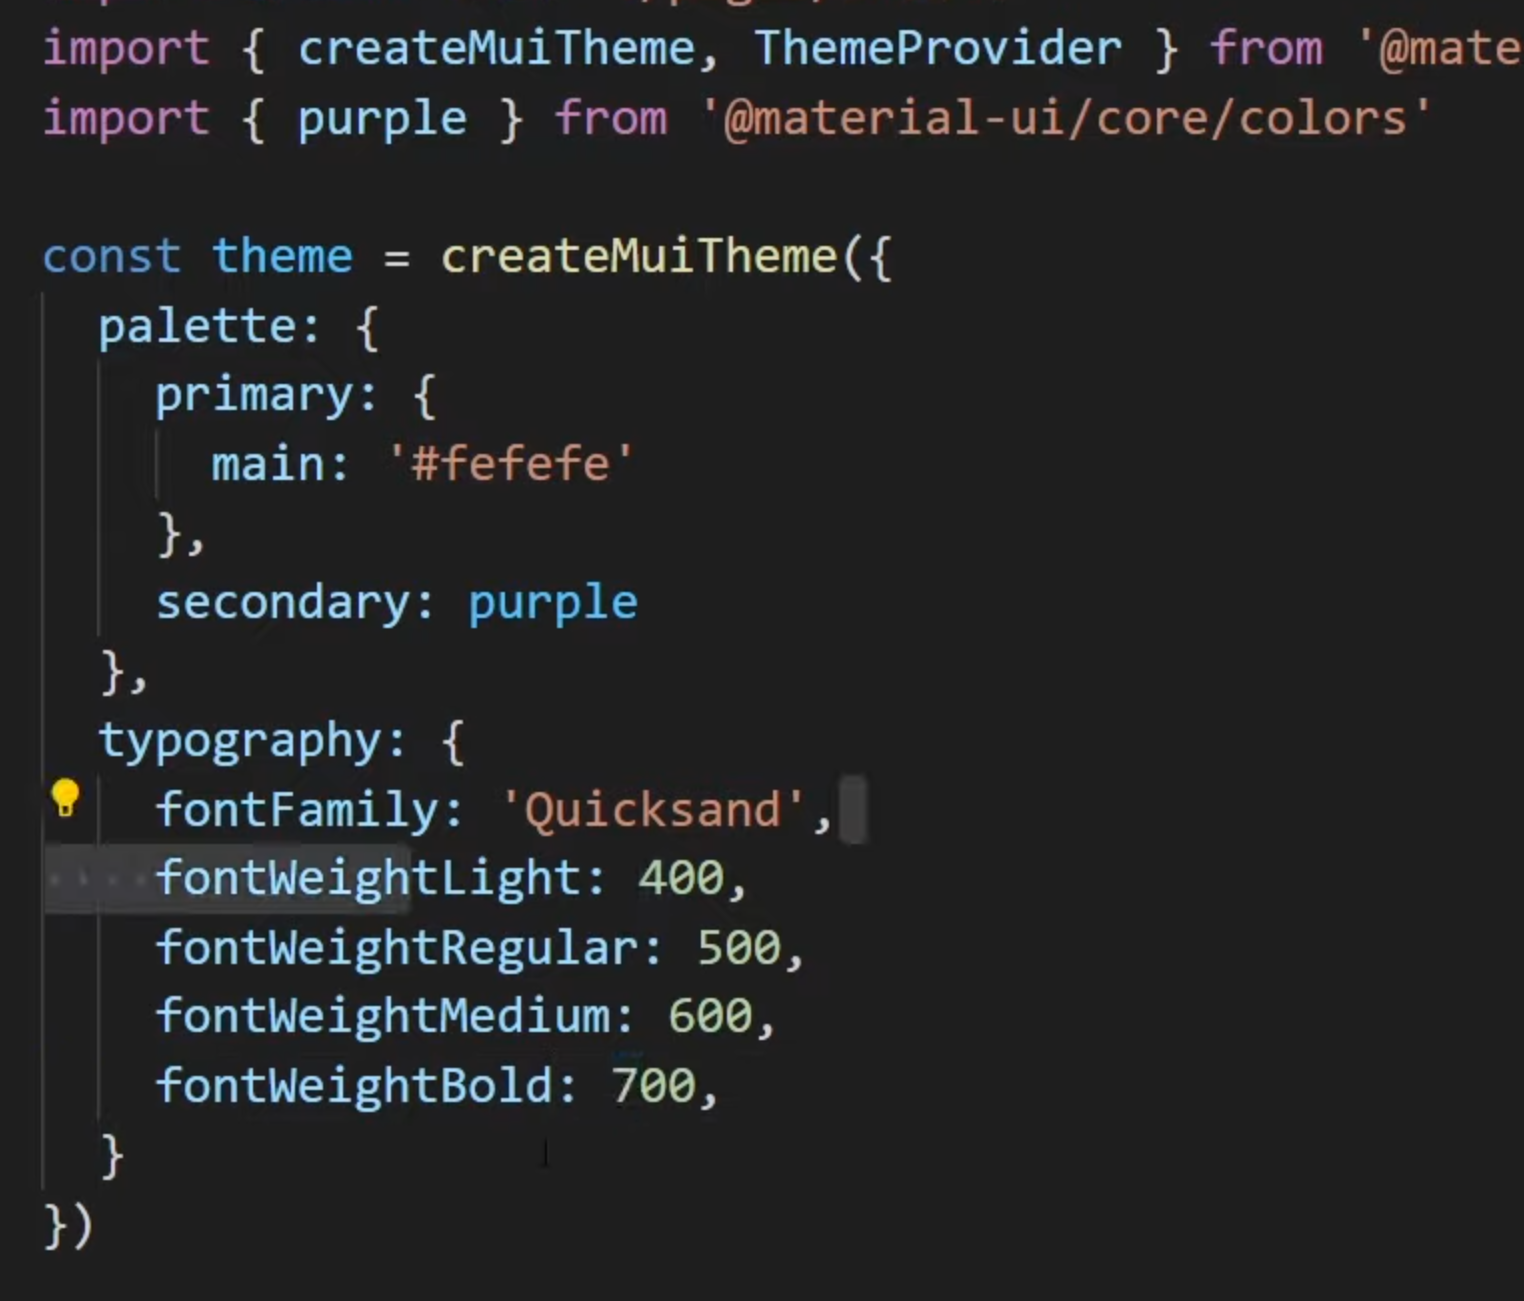 import { createMuiTheme, ThemeProvider } from '@mate
import { purple } from '@material-ui/core/colors'
const theme = createMuiTheme({
palette: {
primary: {
main: '#fefefe'
},
secondary: purple
},
typography: {
fontFamily: 'Quicksand',
fontWeightLight: 400,
fontWeightRegular: 500,
fontWeightMedium: 600,
fontWeightBold: 700,
}
})